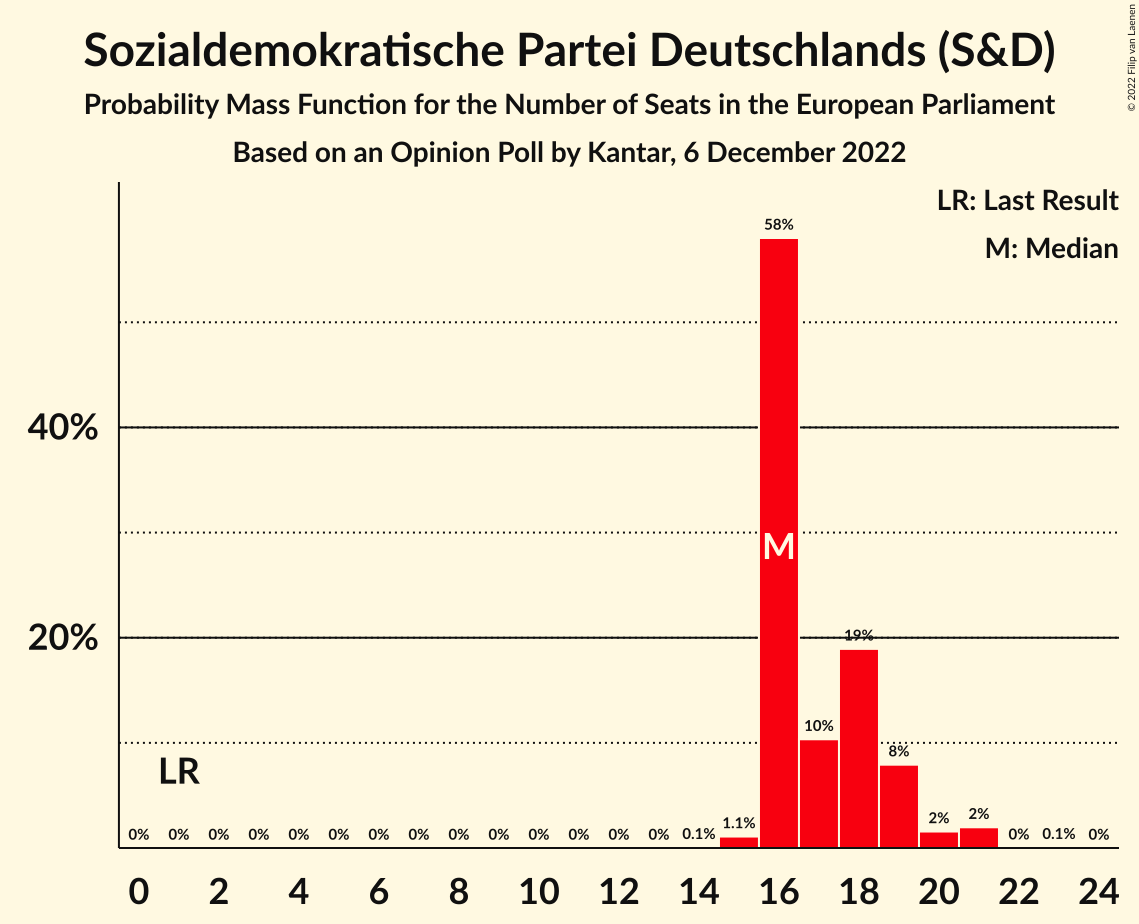 Sozialdemokratische Partei Deutschlands (S&D)
Probability Mass Function for the Number of Seats in the European Parliament
Based on an Opinion Poll by Kantar, 6 December 2022
© 2022 Filip van Laenen
LR: Last Result
M: Median
58%
40%
M
20%
19%
10%
8%
LR
0% 0% 0% 0% 0% 0% 0% 0% 0% 0% 0% 0% 0% 0% 0.1% 1.1% 2% 2% 0% 0.1% 0%
0 2 4 6 8 10 12 14 16 18 20 22 24